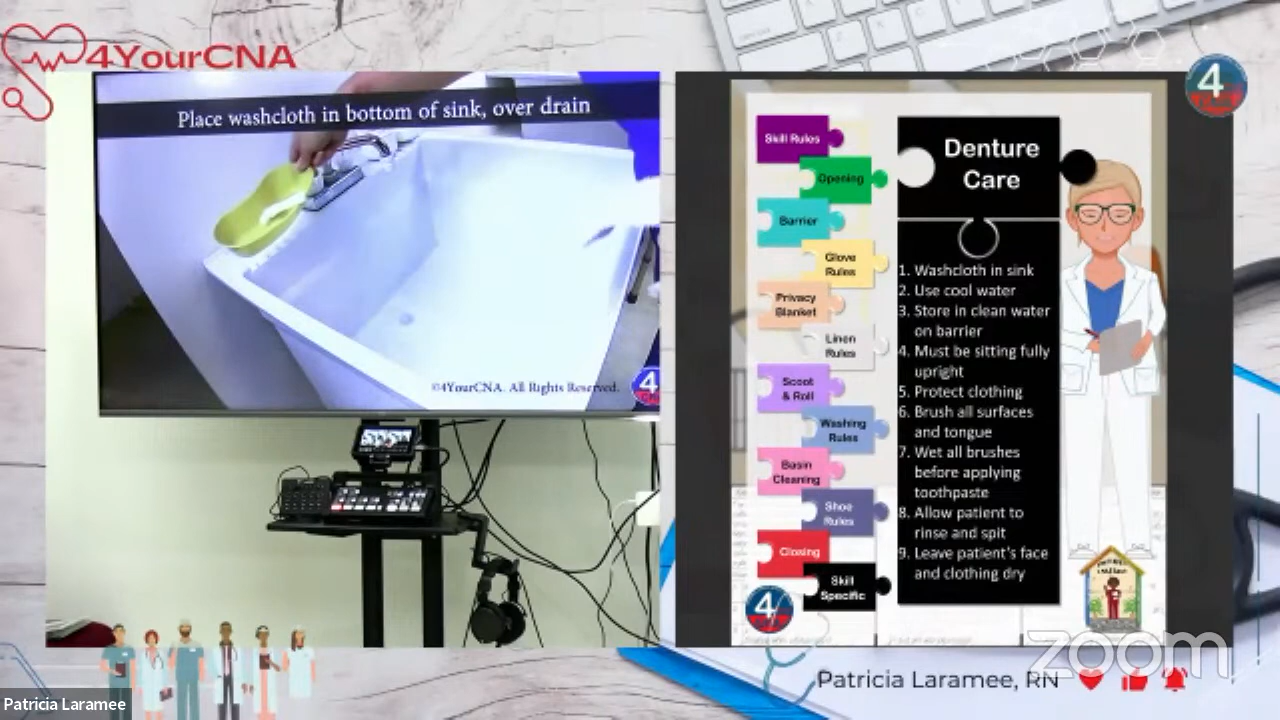 4YourCNA
Place washcloth in bottom of sink, over drain
©4YourCNA. All Rights Reserved.
4
4
Skill Rules
Opening
Barrier
Glove
Rules
Privacy
Blanket
Linen
Rules
Scoot
& Roll
Washing
Rules
Basin
Cleaning
Shoe
Rules
Closing
Skill
Specific
4
Denture
Care
1. Washcloth in sink
2. Use cool water
3. Store in clean water
on barrier
4. Must be sitting fully
upright
5. Protect clothing
6. Brush all surfaces
and tongue
7. Wet all brushes
before applying
toothpaste
8. Allow patient to
rinse and spit
9. Leave patient's face
and clothing dry
zoom
Patricia Laramee, RN
Patricia Laramee